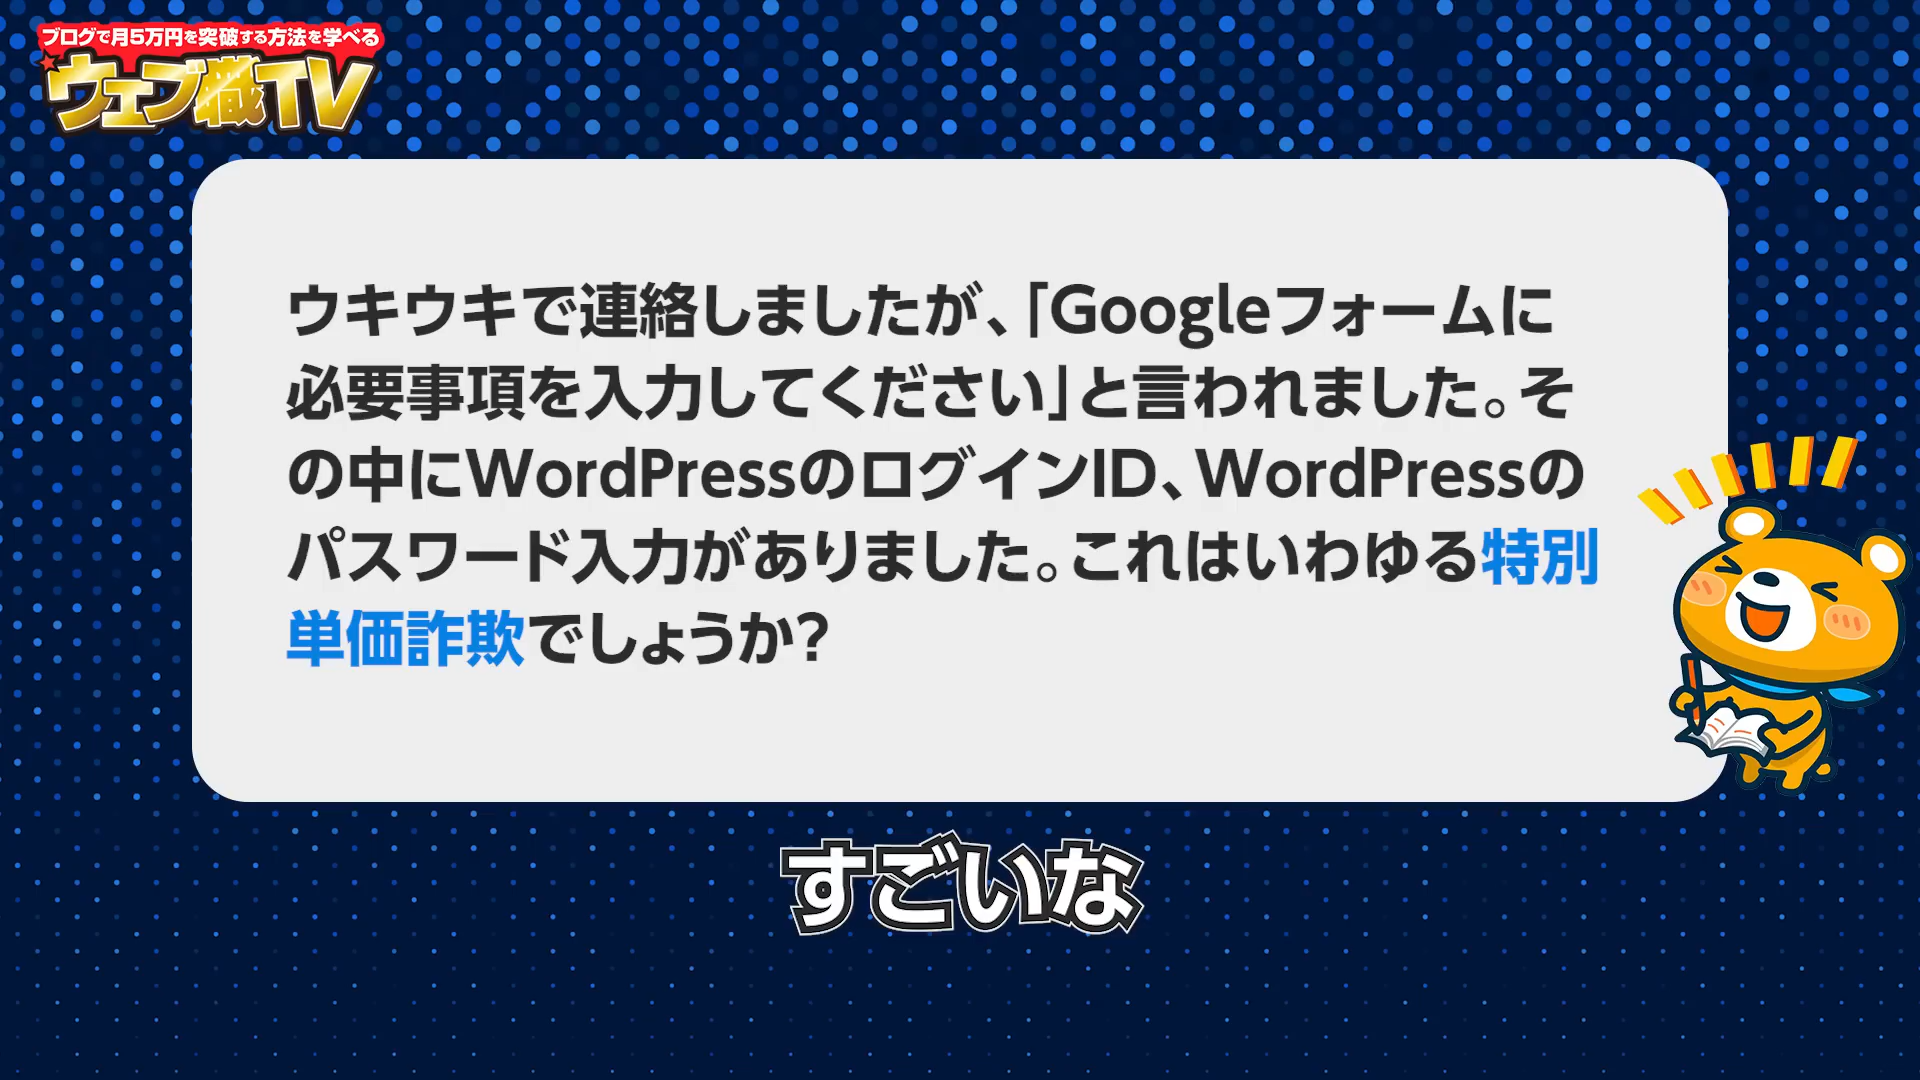 ブログで月5万円を突破する方法を学べる
ウェブ職TV
ウキウキで連絡しましたが、「Googleフォームに
必要事項を入力してください」と言われました。そ
の中にWordPressのログインID、WordPressの
パスワード入力がありました。これはいわゆる特別
単価詐欺でしょうか？
すごいな